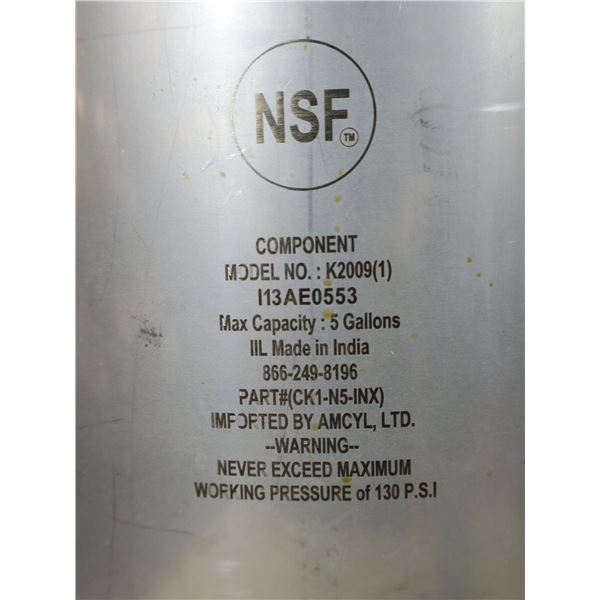 NSF
TM
COMPONENT
MODEL NO. : K2009(1)
I13AE0553
Max Capacity : 5 Gallons
IIL Made in India
866-249-8196
PART#(CK1-N5-INX)
IMPORTED BY AMCYL, LTD.
--WARNING--
NEVER EXCEED MAXIMUM
WORKING PRESSURE of 130 P.S.I